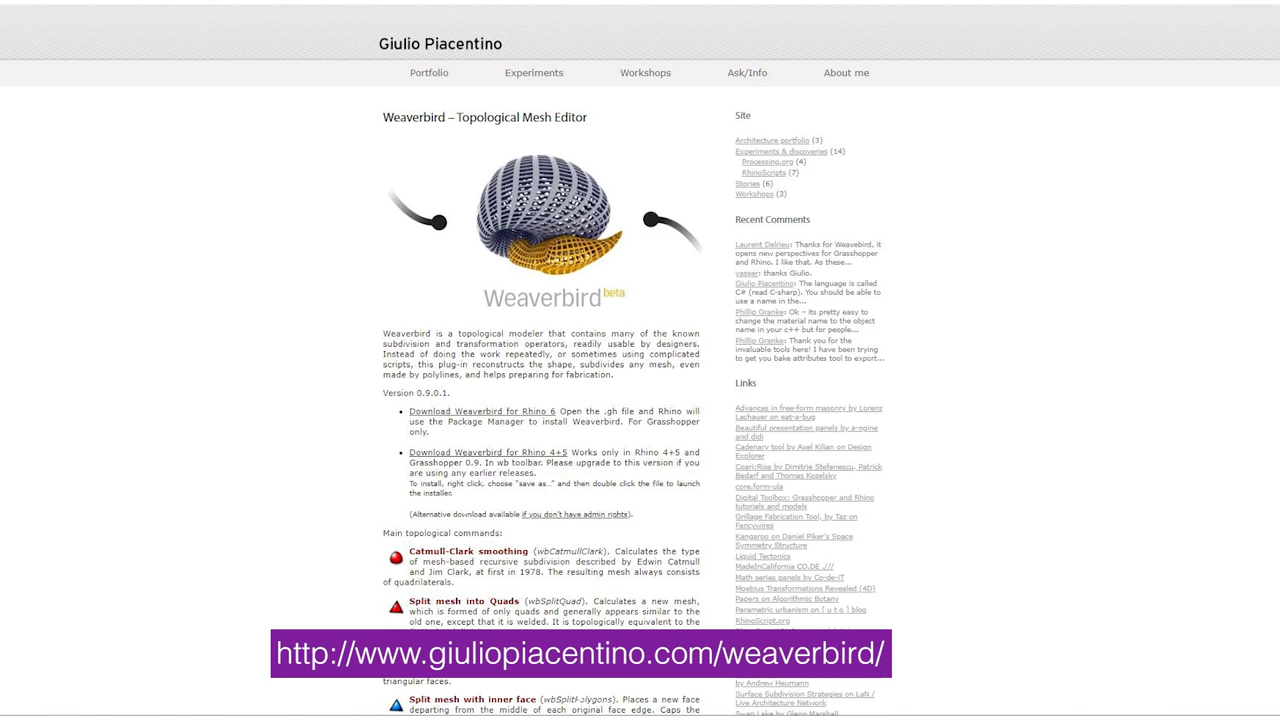 Giulio Piacentino
Portfolio
Experiments
Workshops
Ask/Info
About me
Weaverbird – Topological Mesh Editor
Weaverbird beta
Weaverbird is a topological modeler that contains many of the known
subdivision and transformation operators, readily usable by designers.
Instead of doing the work repeatedly, or sometimes using complicated
scripts, this plug-in reconstructs the shape, subdivides any mesh, even
made by polylines, and helps preparing for fabrication.
Version 0.9.0.1.
• Download Weaverbird for Rhino 6 Open the .gh file and Rhino will
use the Package Manager to install Weaverbird. For Grasshopper
only.
• Download Weaverbird for Rhino 4+5 Works only in Rhino 4+5 and
Grasshopper 0.9. In wb toolbar. Please upgrade to this version if you
are using any earlier releases.
To install, right click, choose "save as…" and then double click the file to launch
the installer.
(Alternative download available if you don't have admin rights).
Main topological commands:
Catmull-Clark smoothing (wbCatmullClark). Calculates the type
of mesh-based recursive subdivision described by Edwin Catmull
and Jim Clark, at first in 1978. The resulting mesh always consists
of quadrilaterals.
Split mesh into Quads (wbSplitQuad). Calculates a new mesh,
which is formed of only quads and generally appears similar to the
old one, except that it is welded. It is topologically equivalent to the
http://www.giuliopiacentino.com/weaverbird/
triangular faces.
Split mesh with inner face (wbSplitPolygons). Places a new face
departing from the middle of each original face edge. Caps the
Site
Architecture portfolio (3)
Experiments & discoveries (14)
Processing.org (4)
RhinoScripts (7)
Stories (6)
Workshops (3)
Recent Comments
Laurent Delrieu: Thanks for Weavebird, it
opens new perspectives for Grasshopper
and Rhino. I like that. As these...
yasser: thanks Giulio.
Giulio Piacentino: The language is called
C# (read C-sharp). You should be able to
use a name in the...
Phillip Granke: Ok – its pretty easy to
change the material name to the object
name in your c++ but for people...
Phillip Granke: Thank you for the
invaluable tools here! I have been trying
to get you bake attributes tool to export...
Links
Advances in free-form masonry by Lorenz
Lachauer on eat-a-bug
Beautiful presentation panels by a-ngine
and didi
Cadenary tool by Axel Kilian on Design
Explorer
Coari:Rise by Dimitrie Stefanescu, Patrick
Bedarf and Thomas Kozelsky
core.form-ula
Digital Toolbox: Grasshopper and Rhino
tutorials and models
Grillage Fabrication Tool, by Taz on
Fancywires
Kangaroo on Daniel Piker's Space
Symmetry Structure
Liquid Tectonics
MadeInCalifornia CO.DE .///
Math series panels by Co-de-iT
Moebius Transformations Revealed (4D)
Papers on Algorithmic Botany
Parametric urbanism on [ u t o ] blog
RhinoScript.org
by Andrew Heumann
Surface Subdivision Strategies on LaN /
Live Architecture Network
Swan Lake by Glenn Marshall